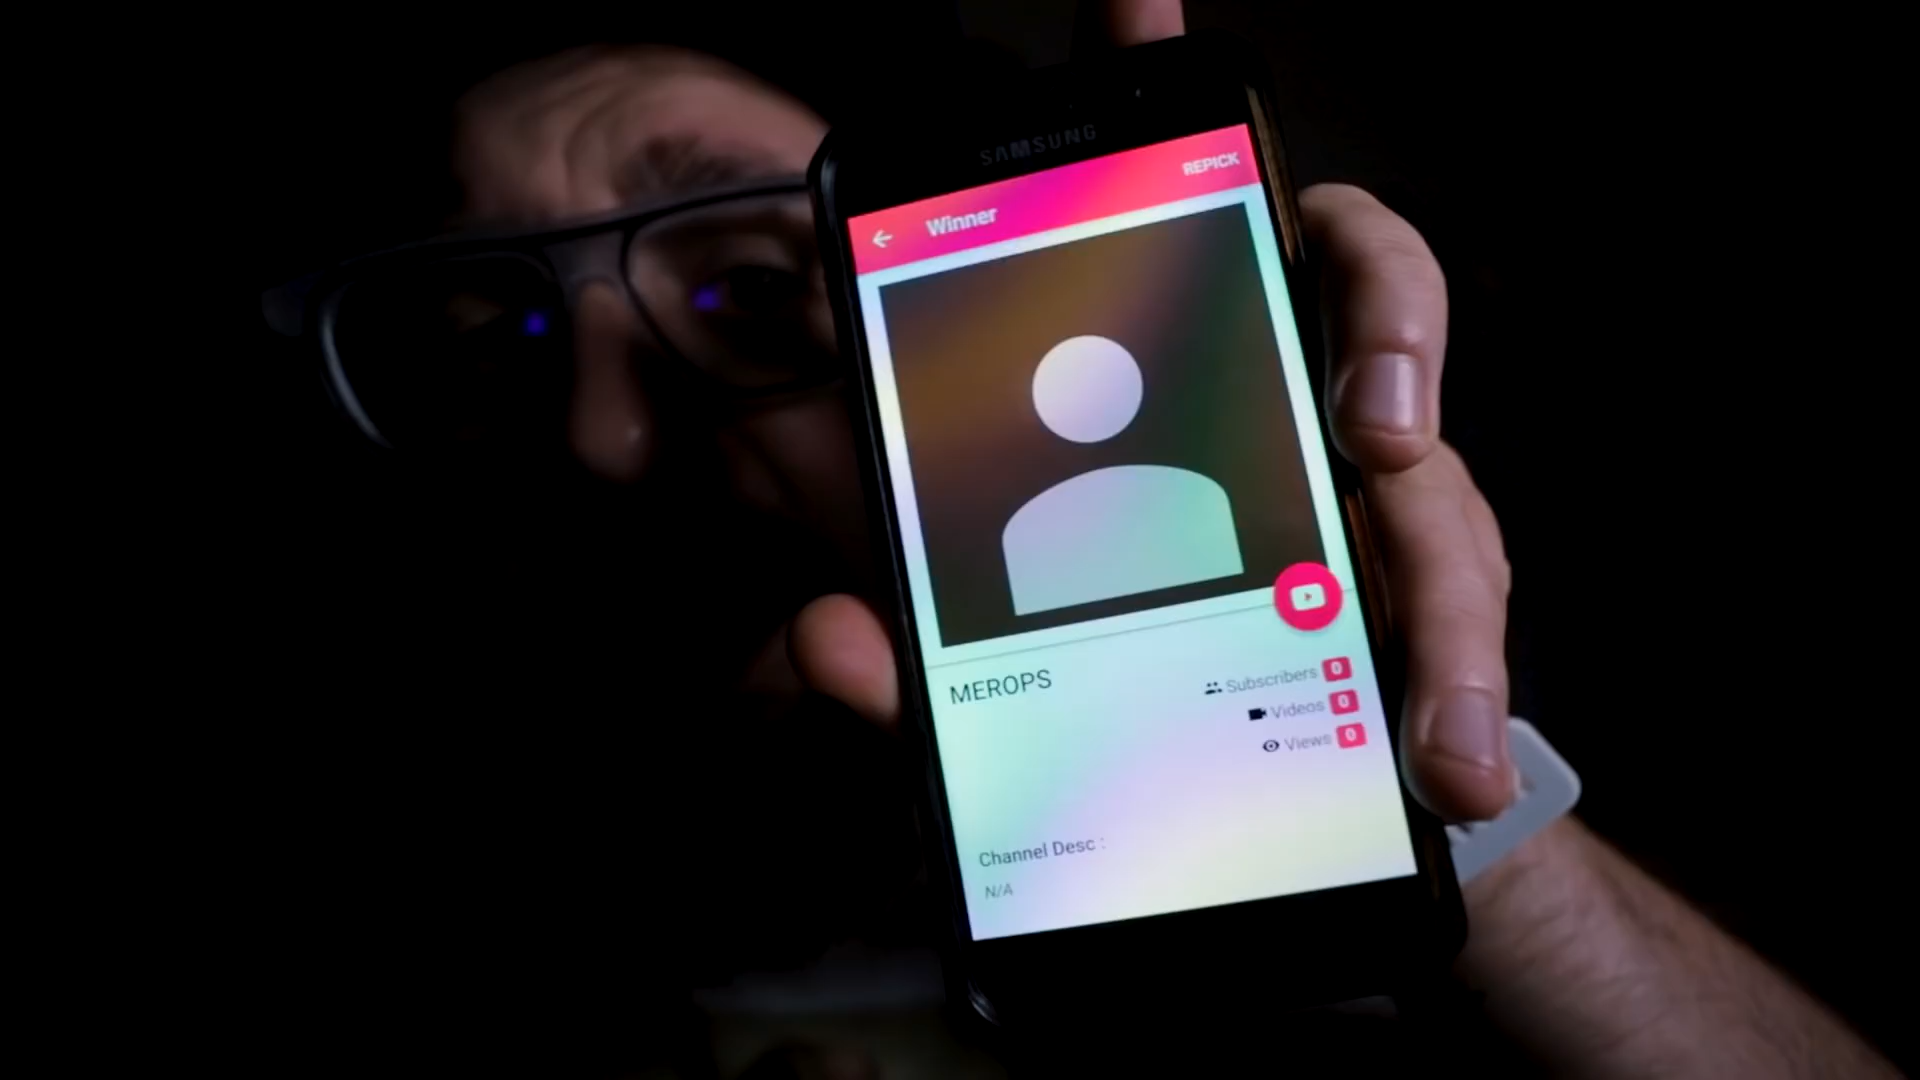 SAMSUNG
REPICK
Winner
MEROPS
Subscribers 0
Videos 0
Views 0
Channel Desc :
N/A